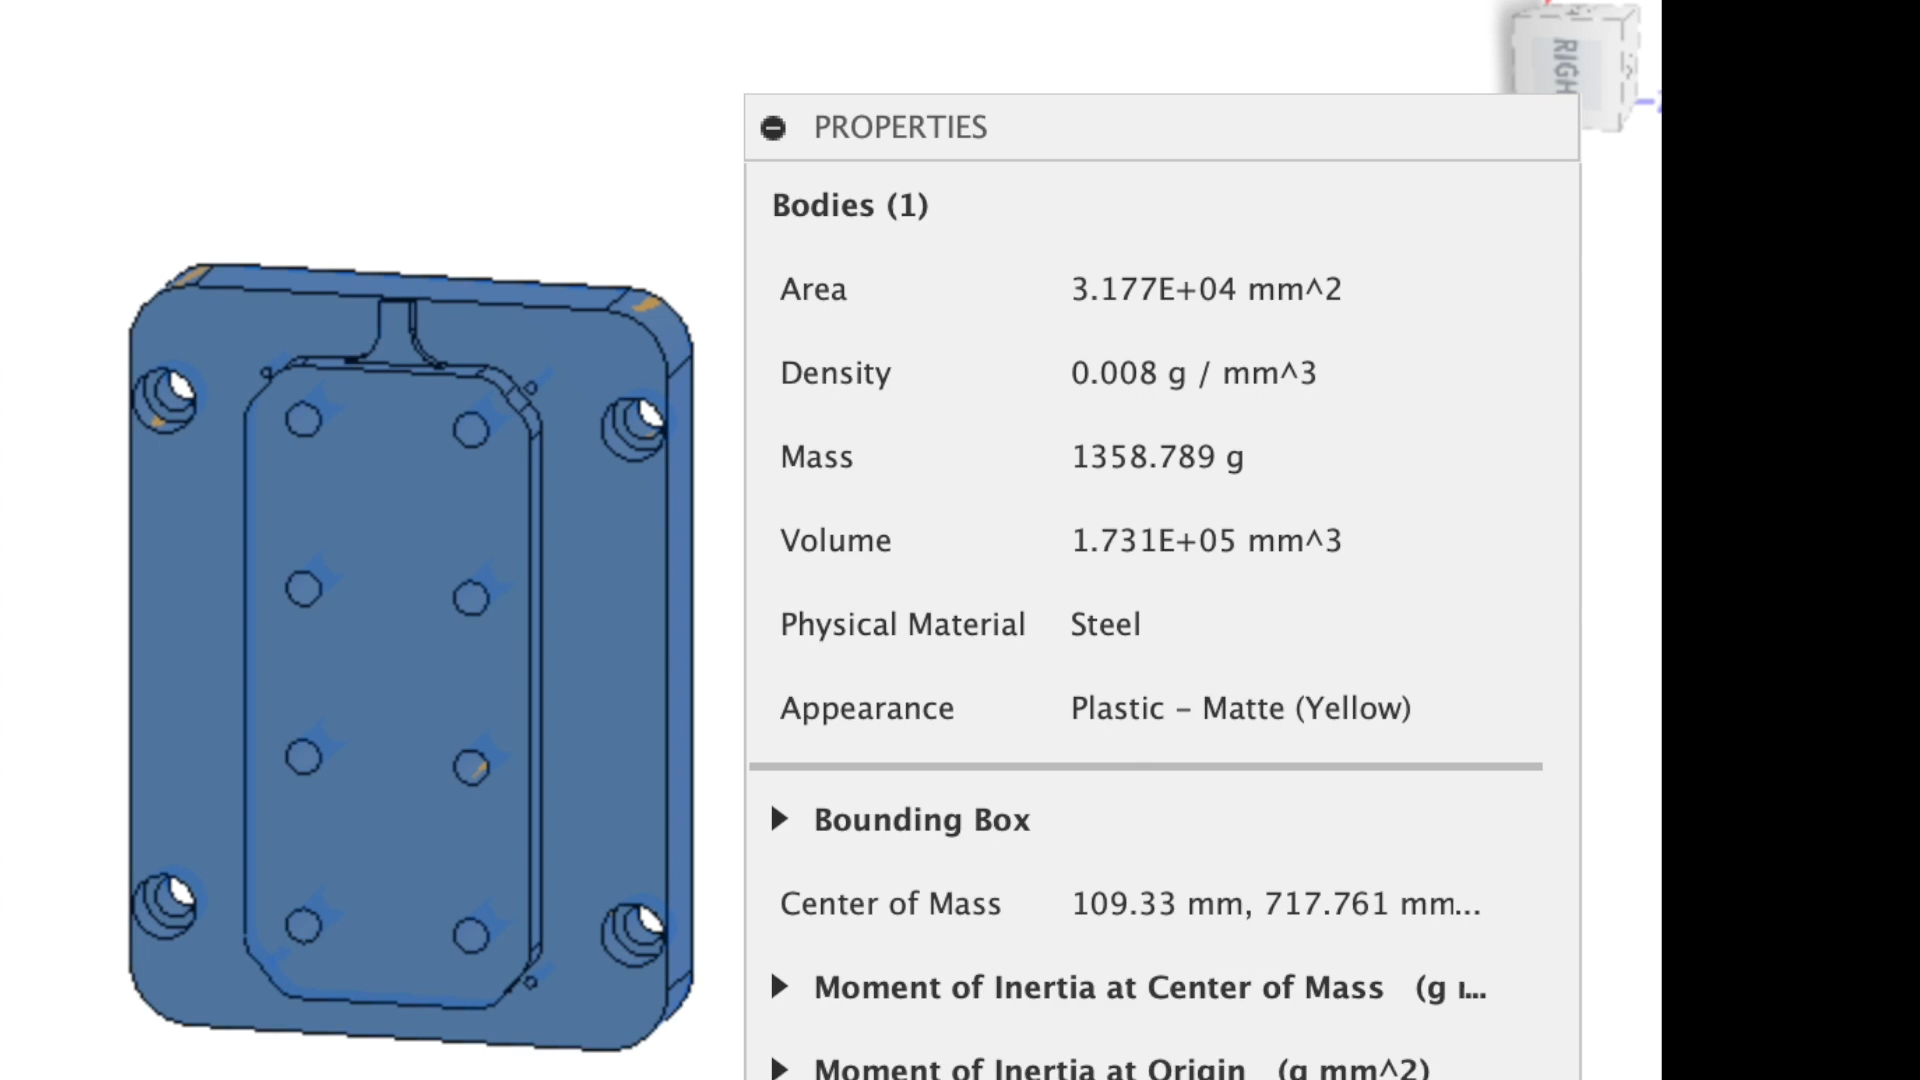 RIGH
PROPERTIES
Bodies (1)
Area 3.177E+04 mm^2
Density 0.008 g / mm^3
Mass 1358.789 g
Volume 1.731E+05 mm^3
Physical Material Steel
Appearance Plastic – Matte (Yellow)
Bounding Box
Center of Mass 109.33 mm, 717.761 mm...
Moment of Inertia at Center of Mass (g ...
Moment of Inertia at Origin (g mm^2)